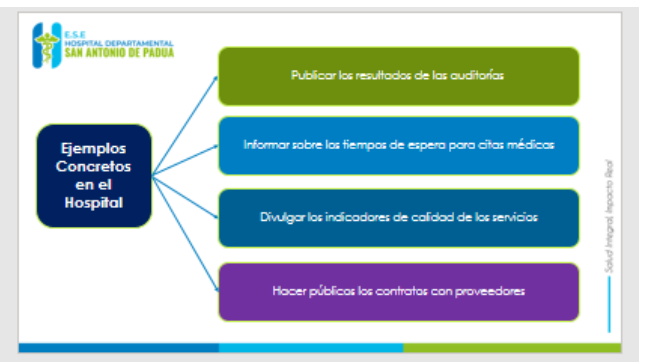 E.S.E
HOSPITAL DEPARTAMENTAL
SAN ANTONIO DE PADUA
Ejemplos
Concretos
en el
Hospital
Publicar los resultados de las auditorías
Informar sobre los tiempos de espera para citas médicas
Divulgar los indicadores de calidad de los servicios
Hacer públicos los contratos con proveedores
Salud Integral, Impacto Real